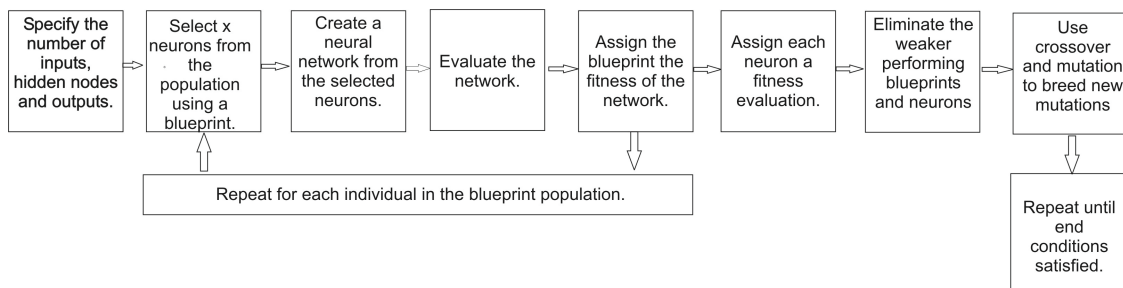 Specify the
number of
inputs,
hidden nodes
and outputs.
Select x
neurons from
the
population
using a
blueprint.
Create a
neural
network from
the selected
neurons.
Evaluate the
network.
Assign the
blueprint the
fitness of the
network.
Assign each
neuron a
fitness
evaluation.
Eliminate the
weaker
performing
blueprints
and neurons
Use
crossover
and mutation
to breed new
mutations
Repeat for each individual in the blueprint population.
Repeat until
end
conditions
satisfied.